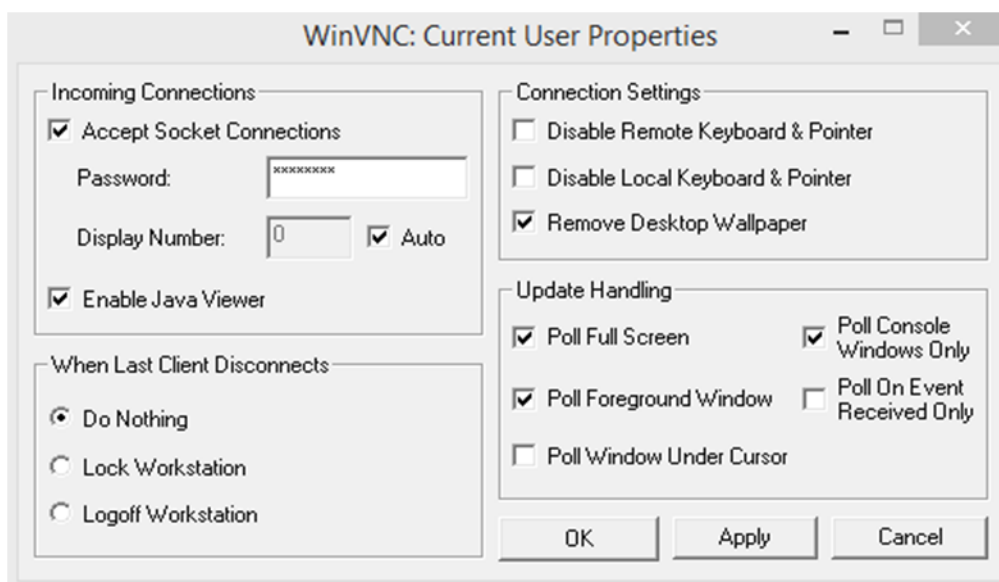 WinVNC: Current User Properties
Incoming Connections
Accept Socket Connections
Password: ********
Display Number: 0 Auto
Enable Java Viewer
When Last Client Disconnects
Do Nothing
Lock Workstation
Logoff Workstation
Connection Settings
Disable Remote Keyboard & Pointer
Disable Local Keyboard & Pointer
Remove Desktop Wallpaper
Update Handling
Poll Full Screen
Poll Console
Windows Only
Poll Foreground Window
Poll On Event
Received Only
Poll Window Under Cursor
OK Apply Cancel